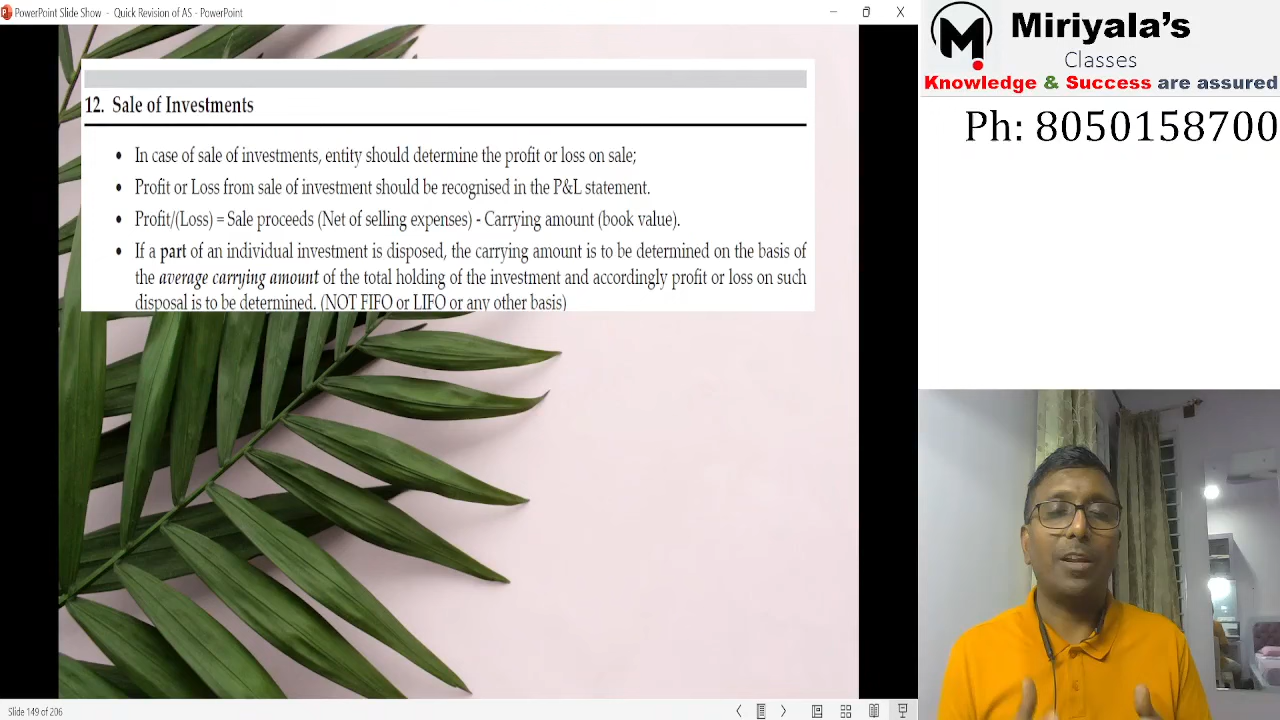 PowerPoint Slide Show - Quick Revision of AS - PowerPoint
Miriyala's
Classes
Knowledge & Success are assured
Ph: 8050158700
12. Sale of Investments
• In case of sale of investments, entity should determine the profit or loss on sale;
• Profit or Loss from sale of investment should be recognised in the P&L statement.
• Profit/(Loss) = Sale proceeds (Net of selling expenses) - Carrying amount (book value).
• If a part of an individual investment is disposed, the carrying amount is to be determined on the basis of
the average carrying amount of the total holding of the investment and accordingly profit or loss on such
disposal is to be determined. (NOT FIFO or LIFO or any other basis)
Slide 149 of 206